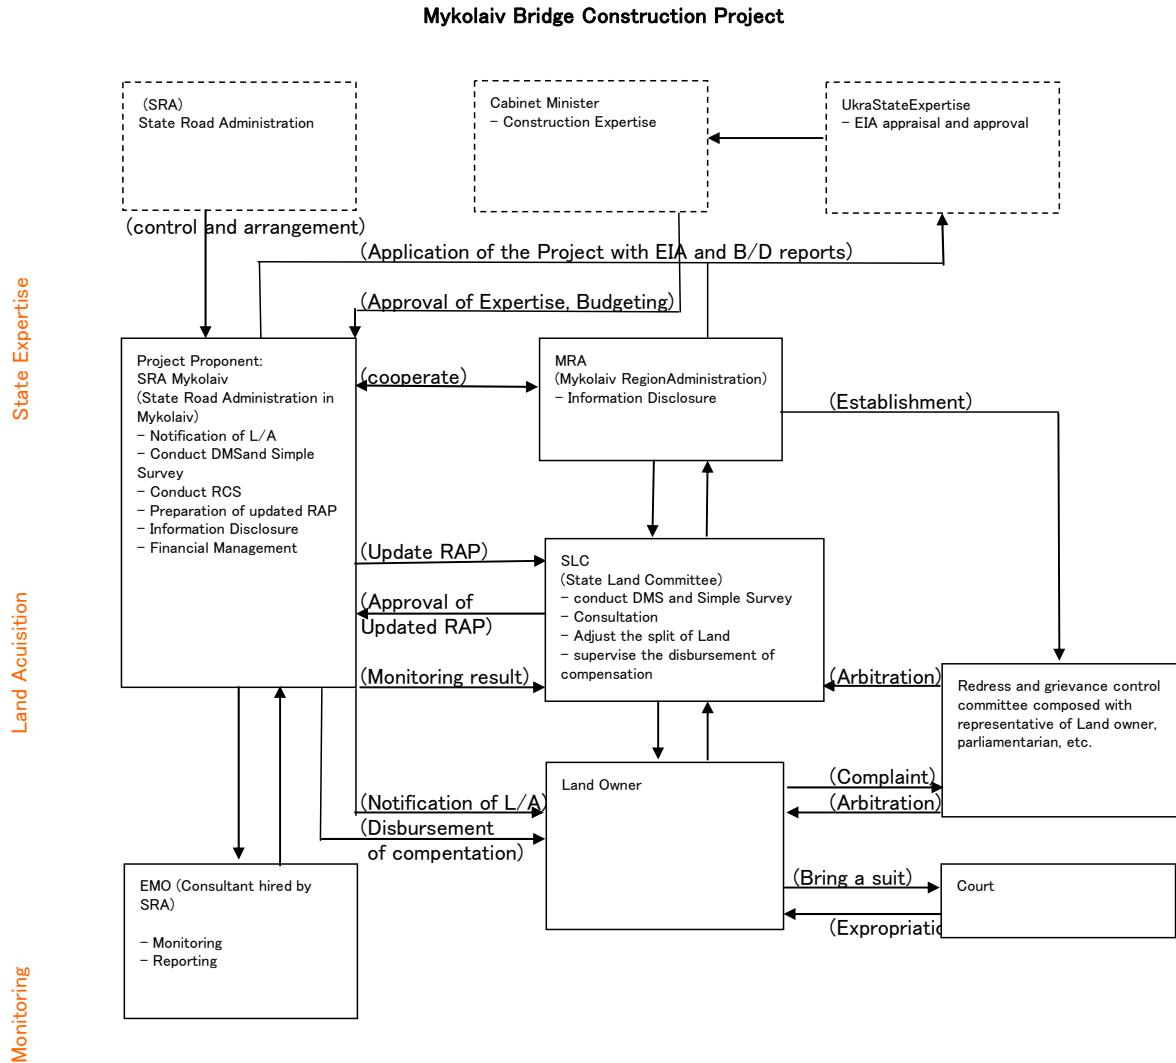 Mykolaiv Bridge Construction Project
(SRA)
State Road Administration
Cabinet Minister
- Construction Expertise
UkraStateExpertise
- EIA appraisal and approval
(control and arrangement)
(Application of the Project with EIA and B/D reports)
(Approval of Expertise, Budgeting)
State Expertise
Project Proponent:
SRA Mykolaiv
(State Road Administration in
Mykolaiv)
- Notification of L/A
- Conduct DMSand Simple
Survey
- Conduct RCS
- Preparation of updated RAP
- Information Disclosure
- Financial Management
(cooperate)
MRA
(Mykolaiv RegionAdministration)
- Information Disclosure
(Establishment)
(Update RAP)
(Approval of
Updated RAP)
(Monitoring result)
SLC
(State Land Committee)
- conduct DMS and Simple Survey
- Consultation
- Adjust the split of Land
- supervise the disbursement of
compensation
(Arbitration)
Redress and grievance control
committee composed with
representative of Land owner,
parliamentarian, etc.
Land Acuisition
Land Owner
(Complaint)
(Arbitration)
(Notification of L/A)
(Disbursement
of compentation)
(Bring a suit)
Court
(Expropriatic
EMO (Consultant hired by
SRA)
- Monitoring
- Reporting
Monitoring